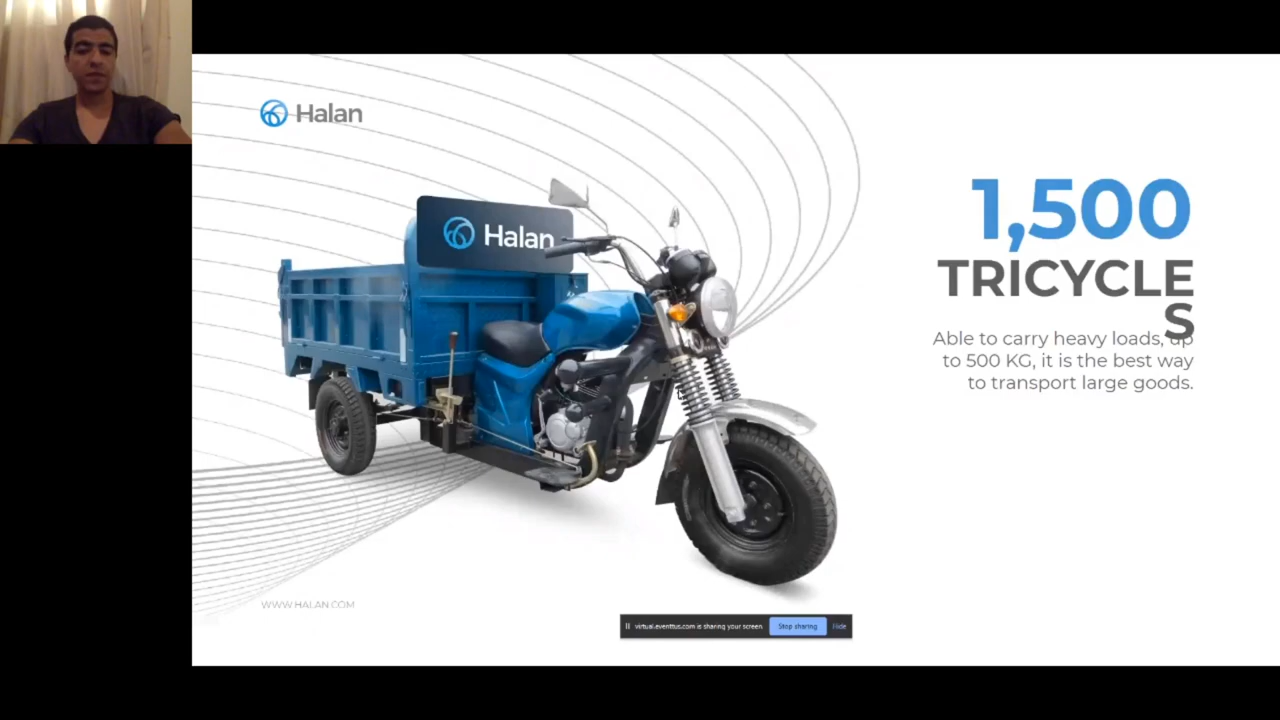 Halan
Halan
1,500
TRICYCLE
S
Able to carry heavy loads, up
to 500 KG, it is the best way
to transport large goods.
WWW.HALAN.COM
virtual.eventtus.com is sharing your screen.
Stop sharing
Hide